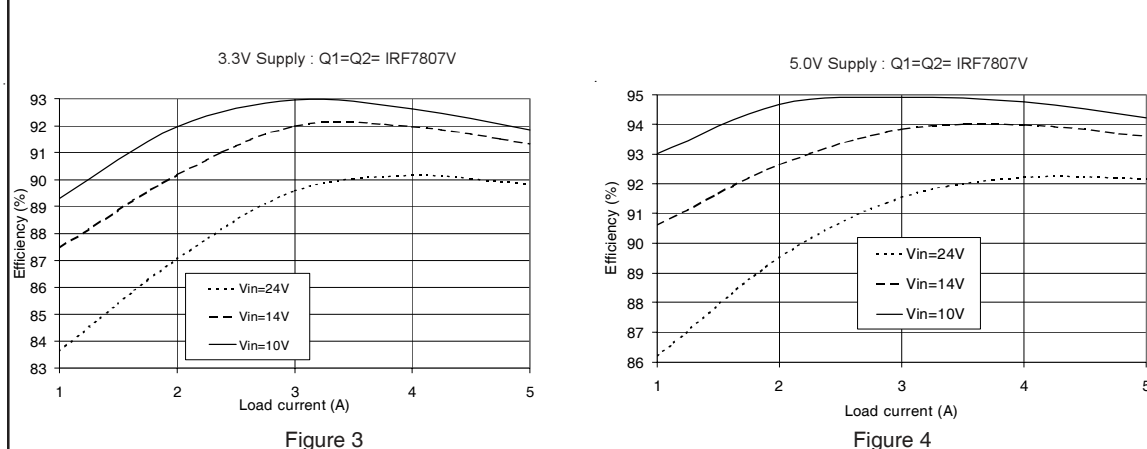 3.3V Supply : Q1=Q2= IRF7807V
93
92
91
90
89
88
87
86
85
84
83
Efficiency (%)
Vin=24V
Vin=14V
Vin=10V
1 2 3 4 5
Load current (A)
Figure 3
5.0V Supply : Q1=Q2= IRF7807V
95
94
93
92
91
90
89
88
87
86
Efficiency (%)
Vin=24V
Vin=14V
Vin=10V
1 2 3 4 5
Load current (A)
Figure 4